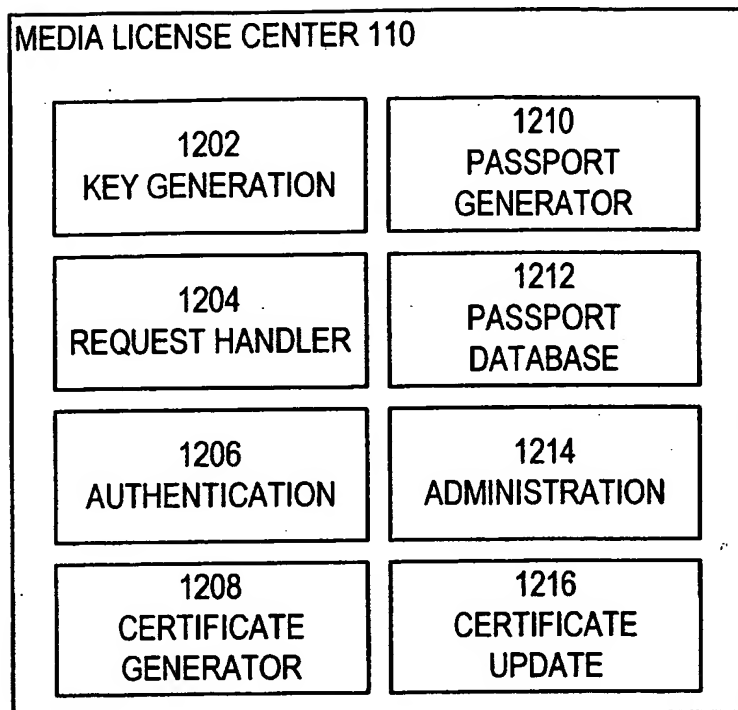 MEDIA LICENSE CENTER 110
1202
KEY GENERATION
1210
PASSPORT
GENERATOR
1204
REQUEST HANDLER
1212
PASSPORT
DATABASE
1206
AUTHENTICATION
1214
ADMINISTRATION
1208
CERTIFICATE
GENERATOR
1216
CERTIFICATE
UPDATE